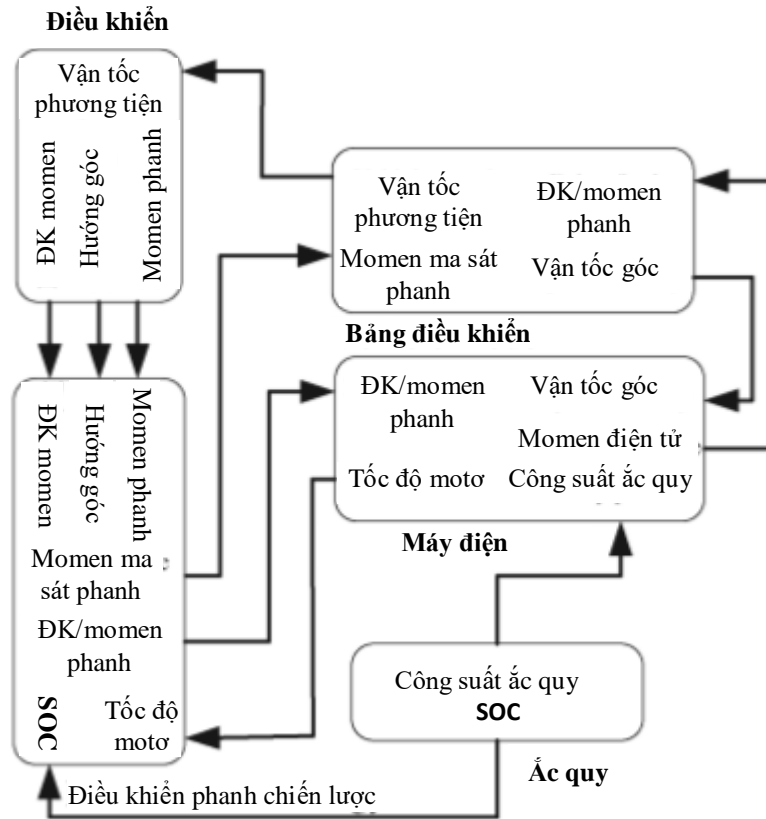 Điều khiển
Vận tốc
phương tiện
ĐK momen
Hướng góc
Momen phanh
Vận tốc
phương tiện
ĐK/momen
phanh
Momen ma sát
phanh
Vận tốc góc
Bảng điều khiển
ĐK momen
Hướng góc
Momen phanh
Momen ma
sát phanh
ĐK/momen
phanh
SOC
Tốc độ
motơ
Điều khiển phanh chiến lược
ĐK/momen
phanh
Vận tốc góc
Momen điện tử
Tốc độ motơ
Công suất ắc quy
Máy điện
Công suất ắc quy
SOC
Ắc quy